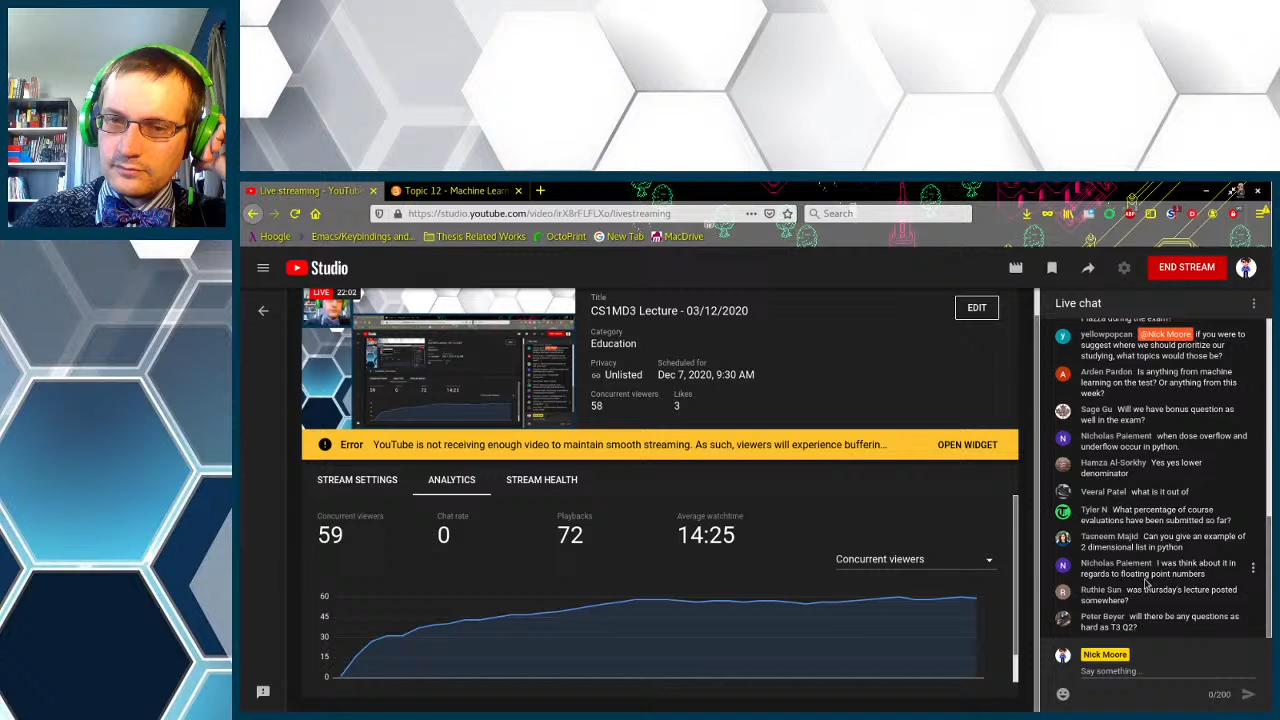 Live streaming - YouTube
Topic 12 - Machine Learn
https://studio.youtube.com/video/irX8rFLFLXo/livestreaming
Search
Hoogle
Emacs/Keybindings and...
Thesis Related Works
OctoPrint
New Tab
MacDrive
Studio
END STREAM
LIVE 22:02
Title
CS1MD3 Lecture - 03/12/2020
EDIT
Category
Education
Privacy
Scheduled for
Unlisted
Dec 7, 2020, 9:30 AM
Concurrent viewers
Likes
58
3
Error YouTube is not receiving enough video to maintain smooth streaming. As such, viewers will experience bufferin...
OPEN WIDGET
STREAM SETTINGS
ANALYTICS
STREAM HEALTH
Concurrent viewers
Chat rate
Playbacks
Average watchtime
59
0
72
14:25
Concurrent viewers
60
45
30
15
0
Live chat
Piazza during the exam?
yellowpopcan @Nick Moore if you were to
suggest where we should prioritize our
studying, what topics would those be?
Arden Pardon Is anything from machine
learning on the test? Or anything from this
week?
Sage Gu Will we have bonus question as
well in the exam?
Nicholas Paiement when dose overflow and
underflow occur in python.
Hamza Al-Sorkhy Yes yes lower
denominator
Veeral Patel what is it out of
Tyler N What percentage of course
evaluations have been submitted so far?
Tasneem Majid Can you give an example of
2 dimensional list in python
Nicholas Paiement I was think about it in
regards to floating point numbers
Ruthie Sun was thursday's lecture posted
somewhere?
Peter Beyer will there be any questions as
hard as T3 Q2?
Nick Moore
Say something...
0/200